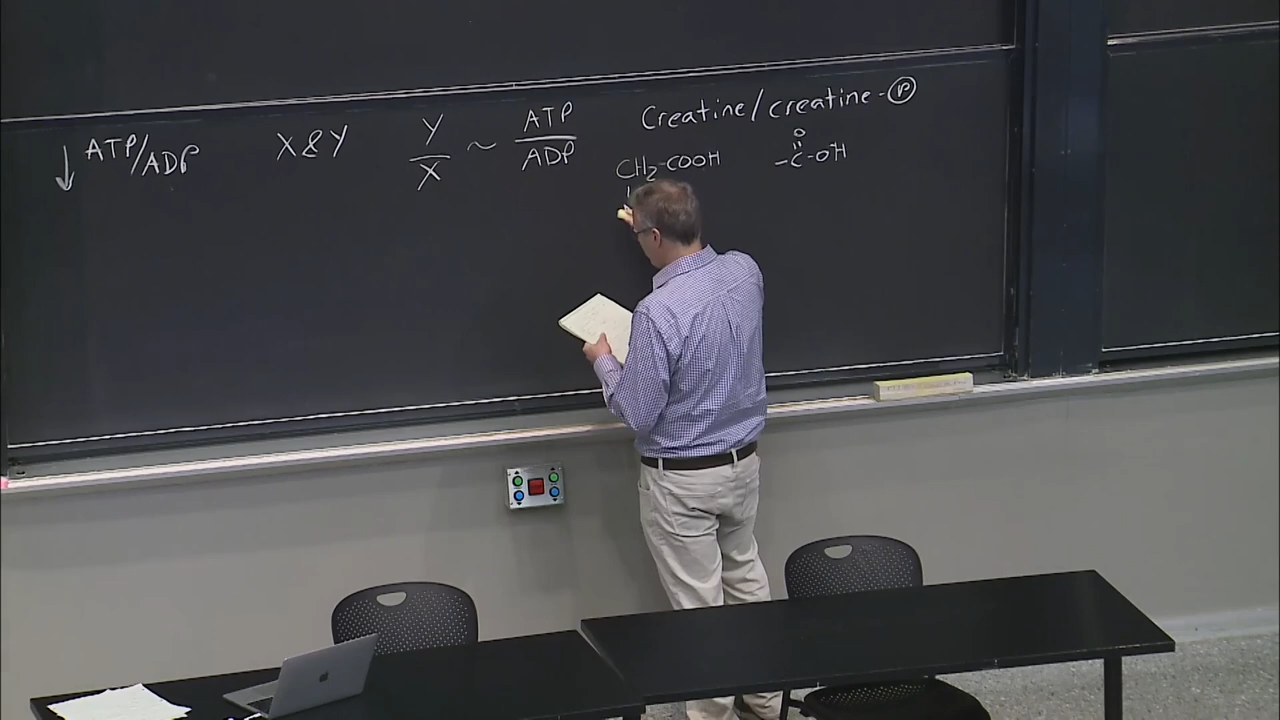 ↓ ATP/ADP
X & Y
Y
X
~
ATP
ADP
Creatine/creatine-Ⓟ
CH₂-COOH
O
-C-OH